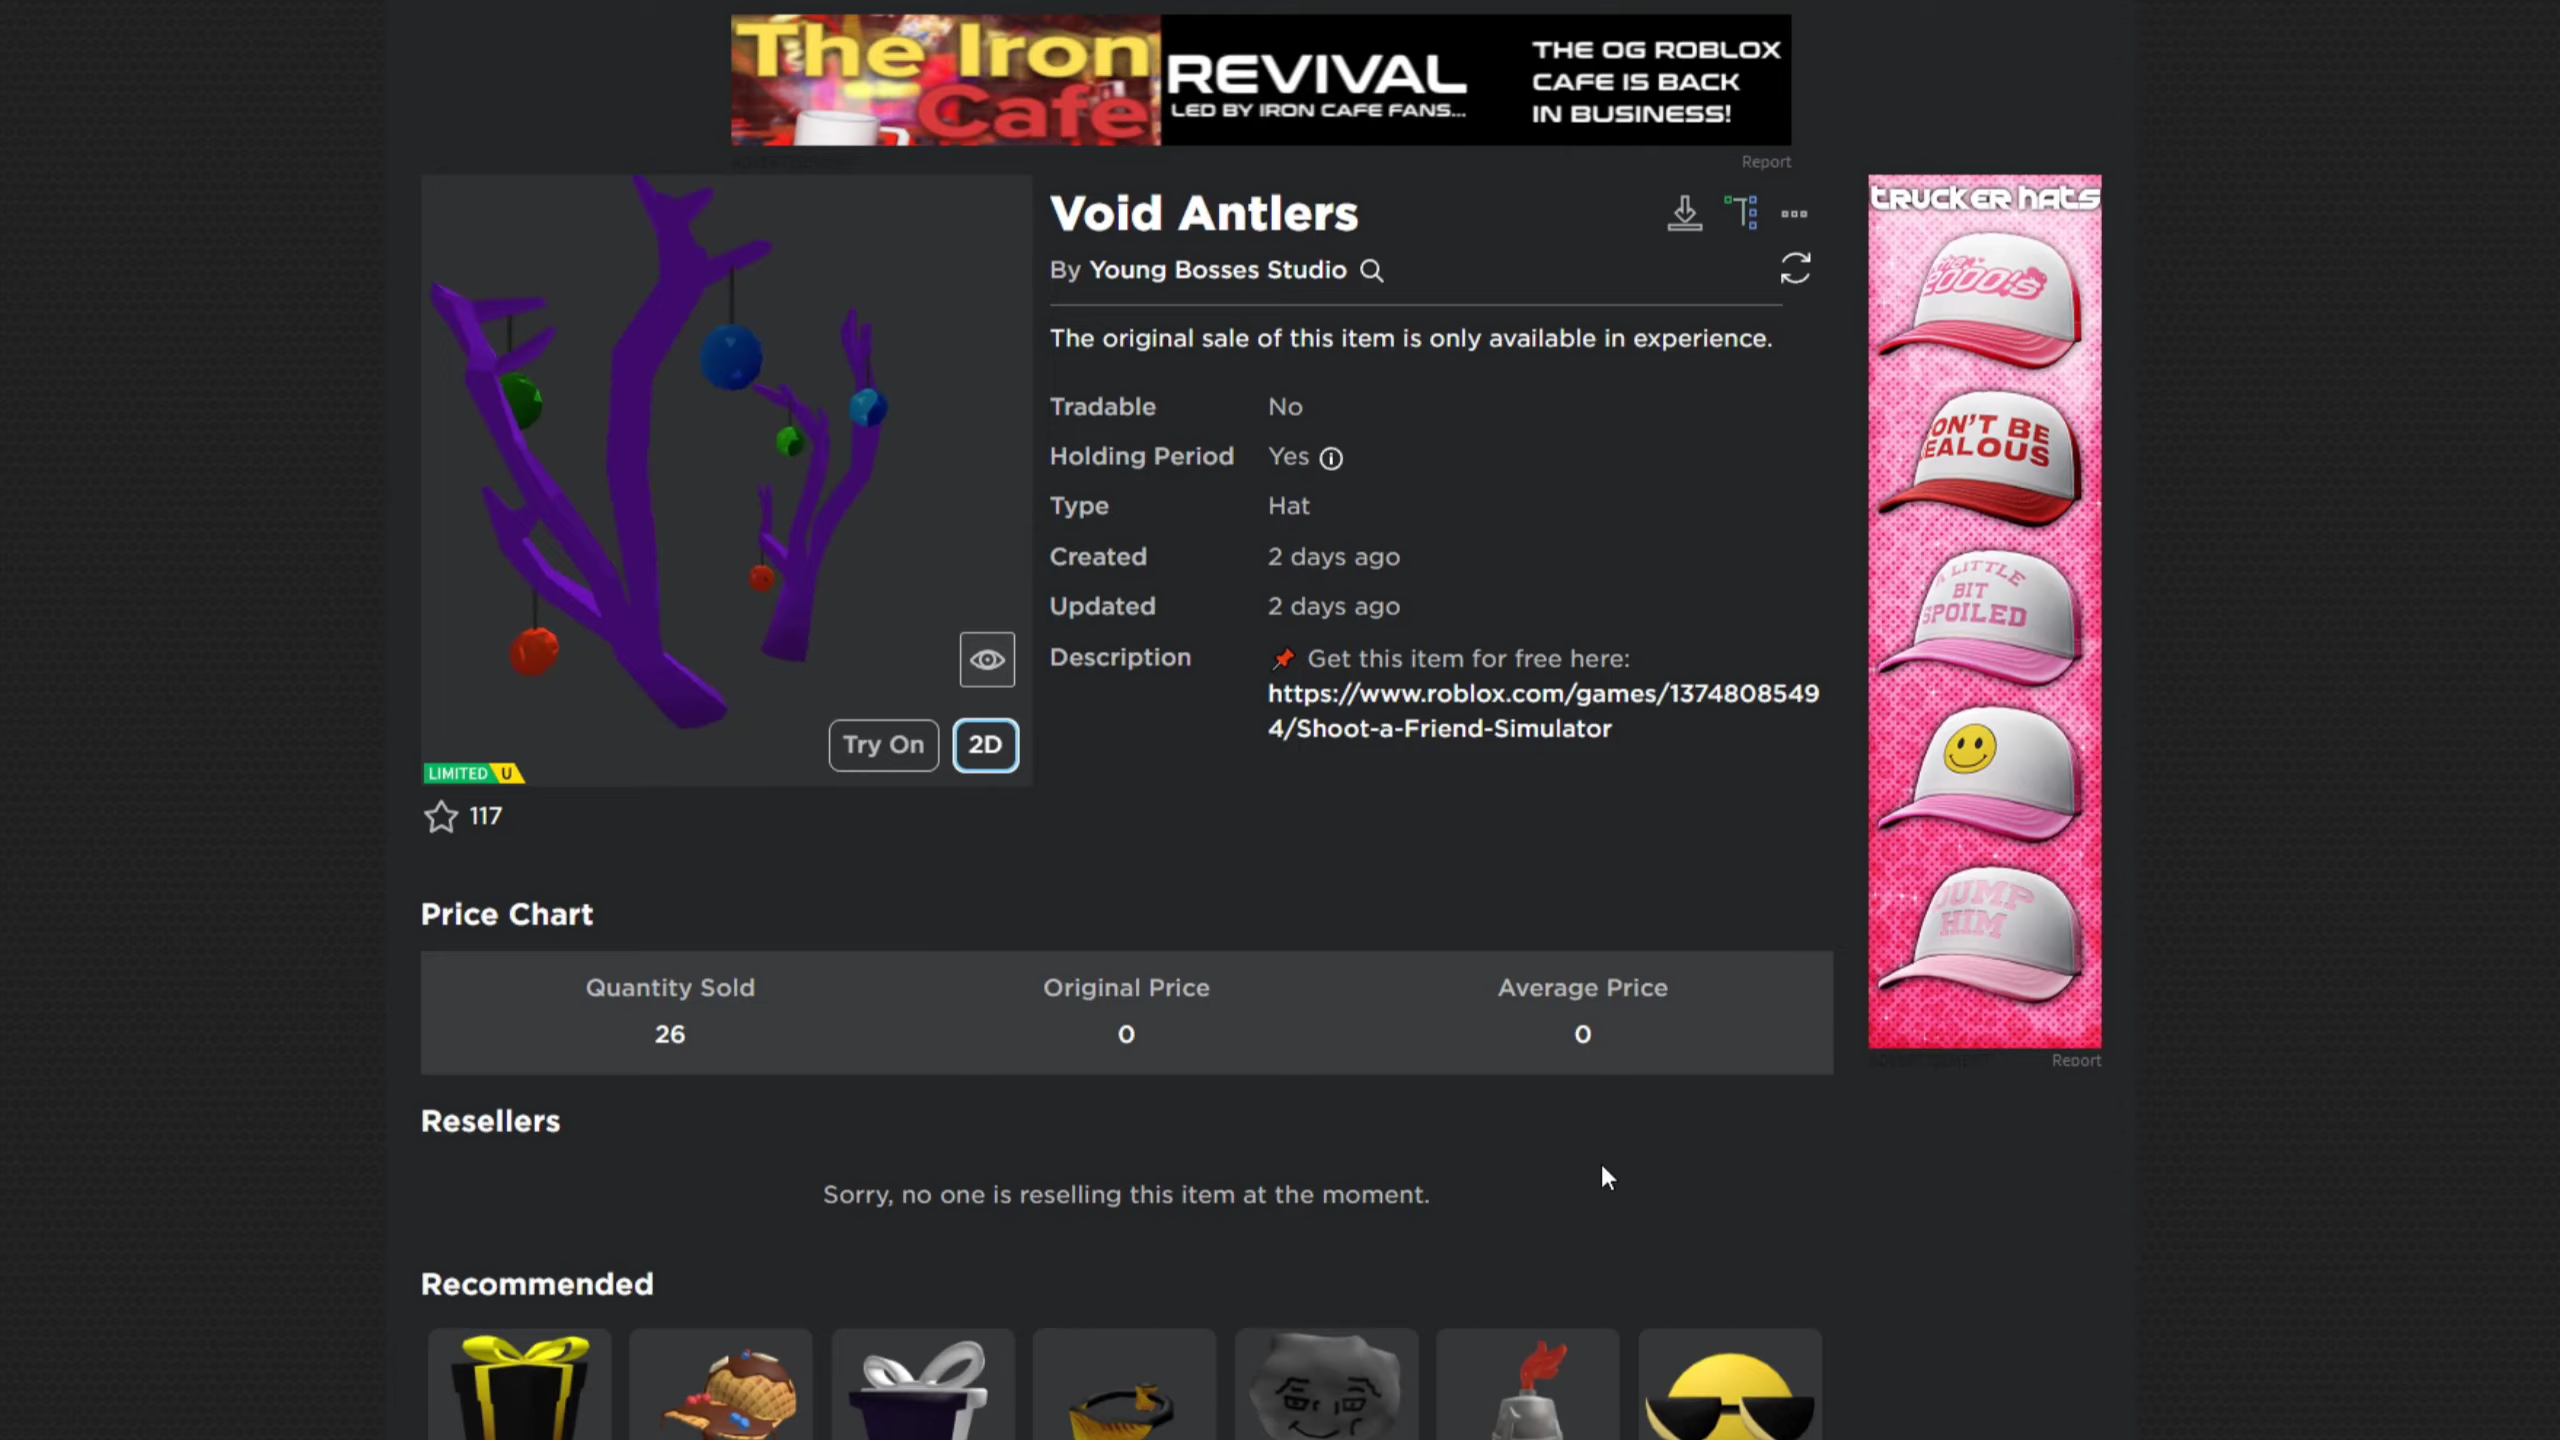 The Iron
Cafe
REVIVAL
LED BY IRON CAFE FANS...
THE OG ROBLOX
CAFE IS BACK
IN BUSINESS!
Report
Void Antlers
By Young Bosses Studio
The original sale of this item is only available in experience.
Tradable No
Holding Period Yes
Type Hat
Created 2 days ago
Updated 2 days ago
Description 📌 Get this item for free here:
https://www.roblox.com/games/1374808549
4/Shoot-a-Friend-Simulator
Try On
2D
LIMITED U
117
Price Chart
Quantity Sold Original Price Average Price
26 0 0
Resellers
Sorry, no one is reselling this item at the moment.
Recommended
TRUCKER HATS
2000!S
ON'T BE
EALOUS
A LITTLE
BIT
SPOILED
DUMP
HIM
Report